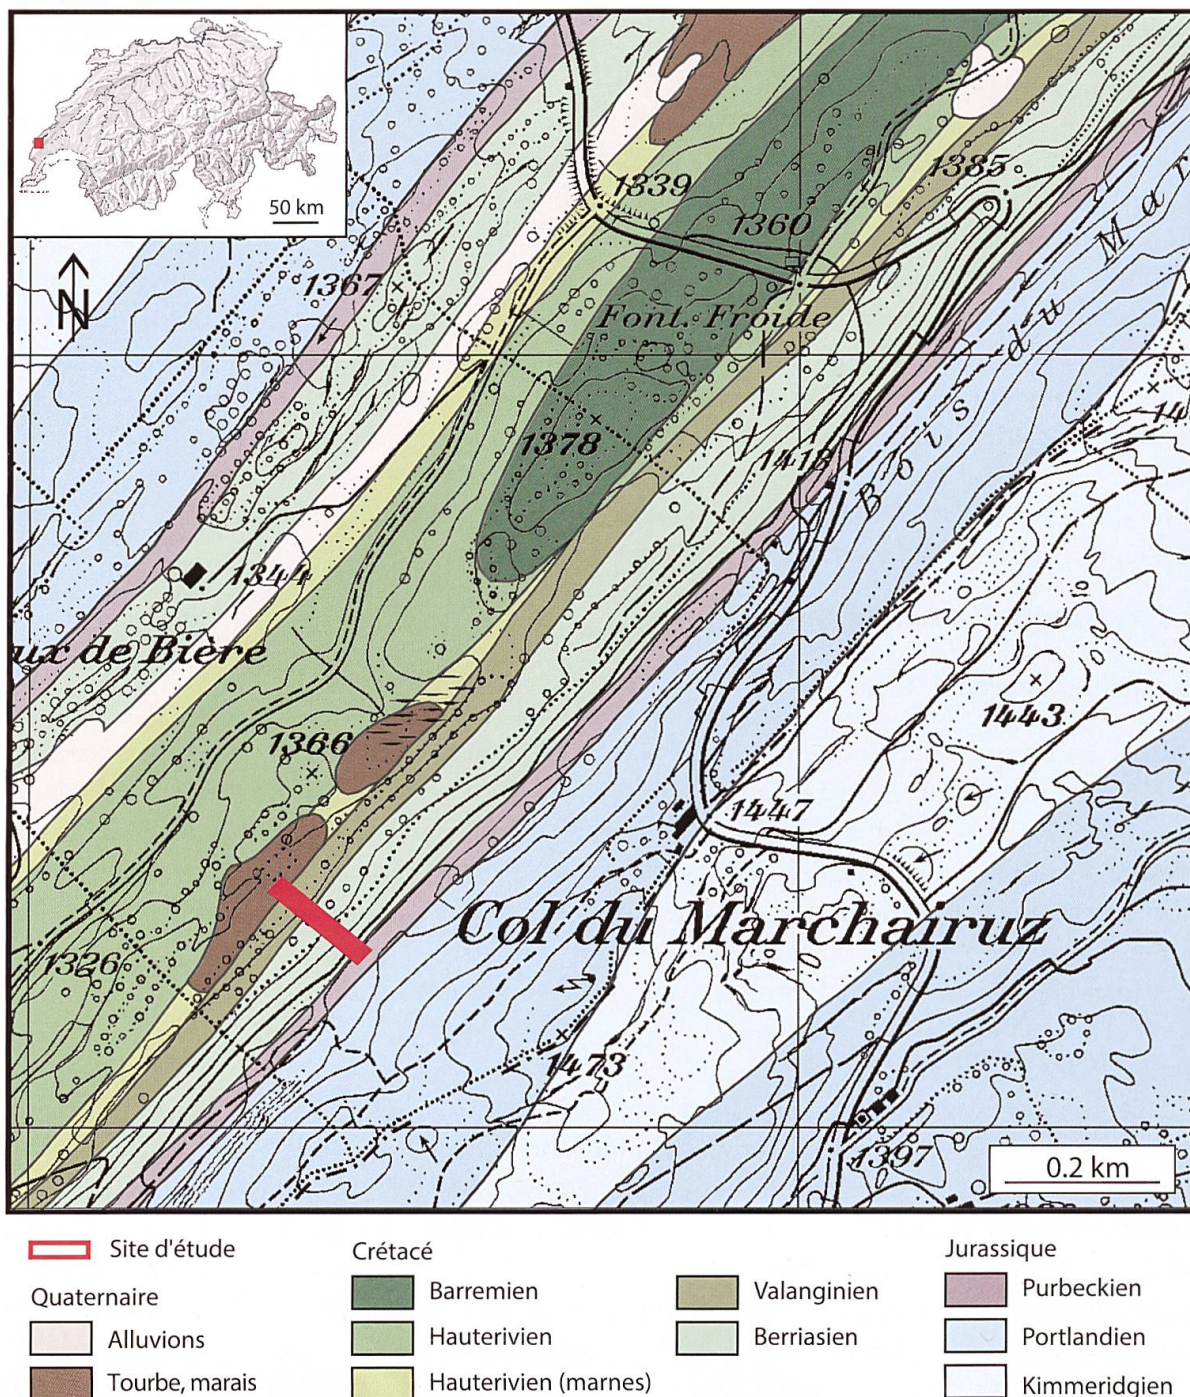 50 km
N
1339
1385
1360
1367
Font. Froide
Bois du Mar
1378
1418
14
1344
ux de Bière
1443
1366
1447
Col du Marchairuz
1326
1473
1397
0.2 km
Site d'étude
Quaternaire
Alluvions
Tourbe, marais
Crétacé
Barremien
Hauterivien
Hauterivien (marnes)
Valanginien
Berriasien
Jurassique
Purbeckien
Portlandien
Kimmeridgien